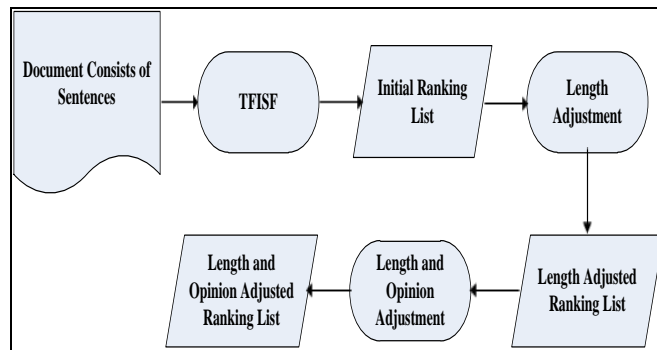 Document Consists of
Sentences
TFISF
Initial Ranking
List
Length
Adjustment
Length Adjusted
Ranking List
Length and
Opinion
Adjustment
Length and
Opinion Adjusted
Ranking List